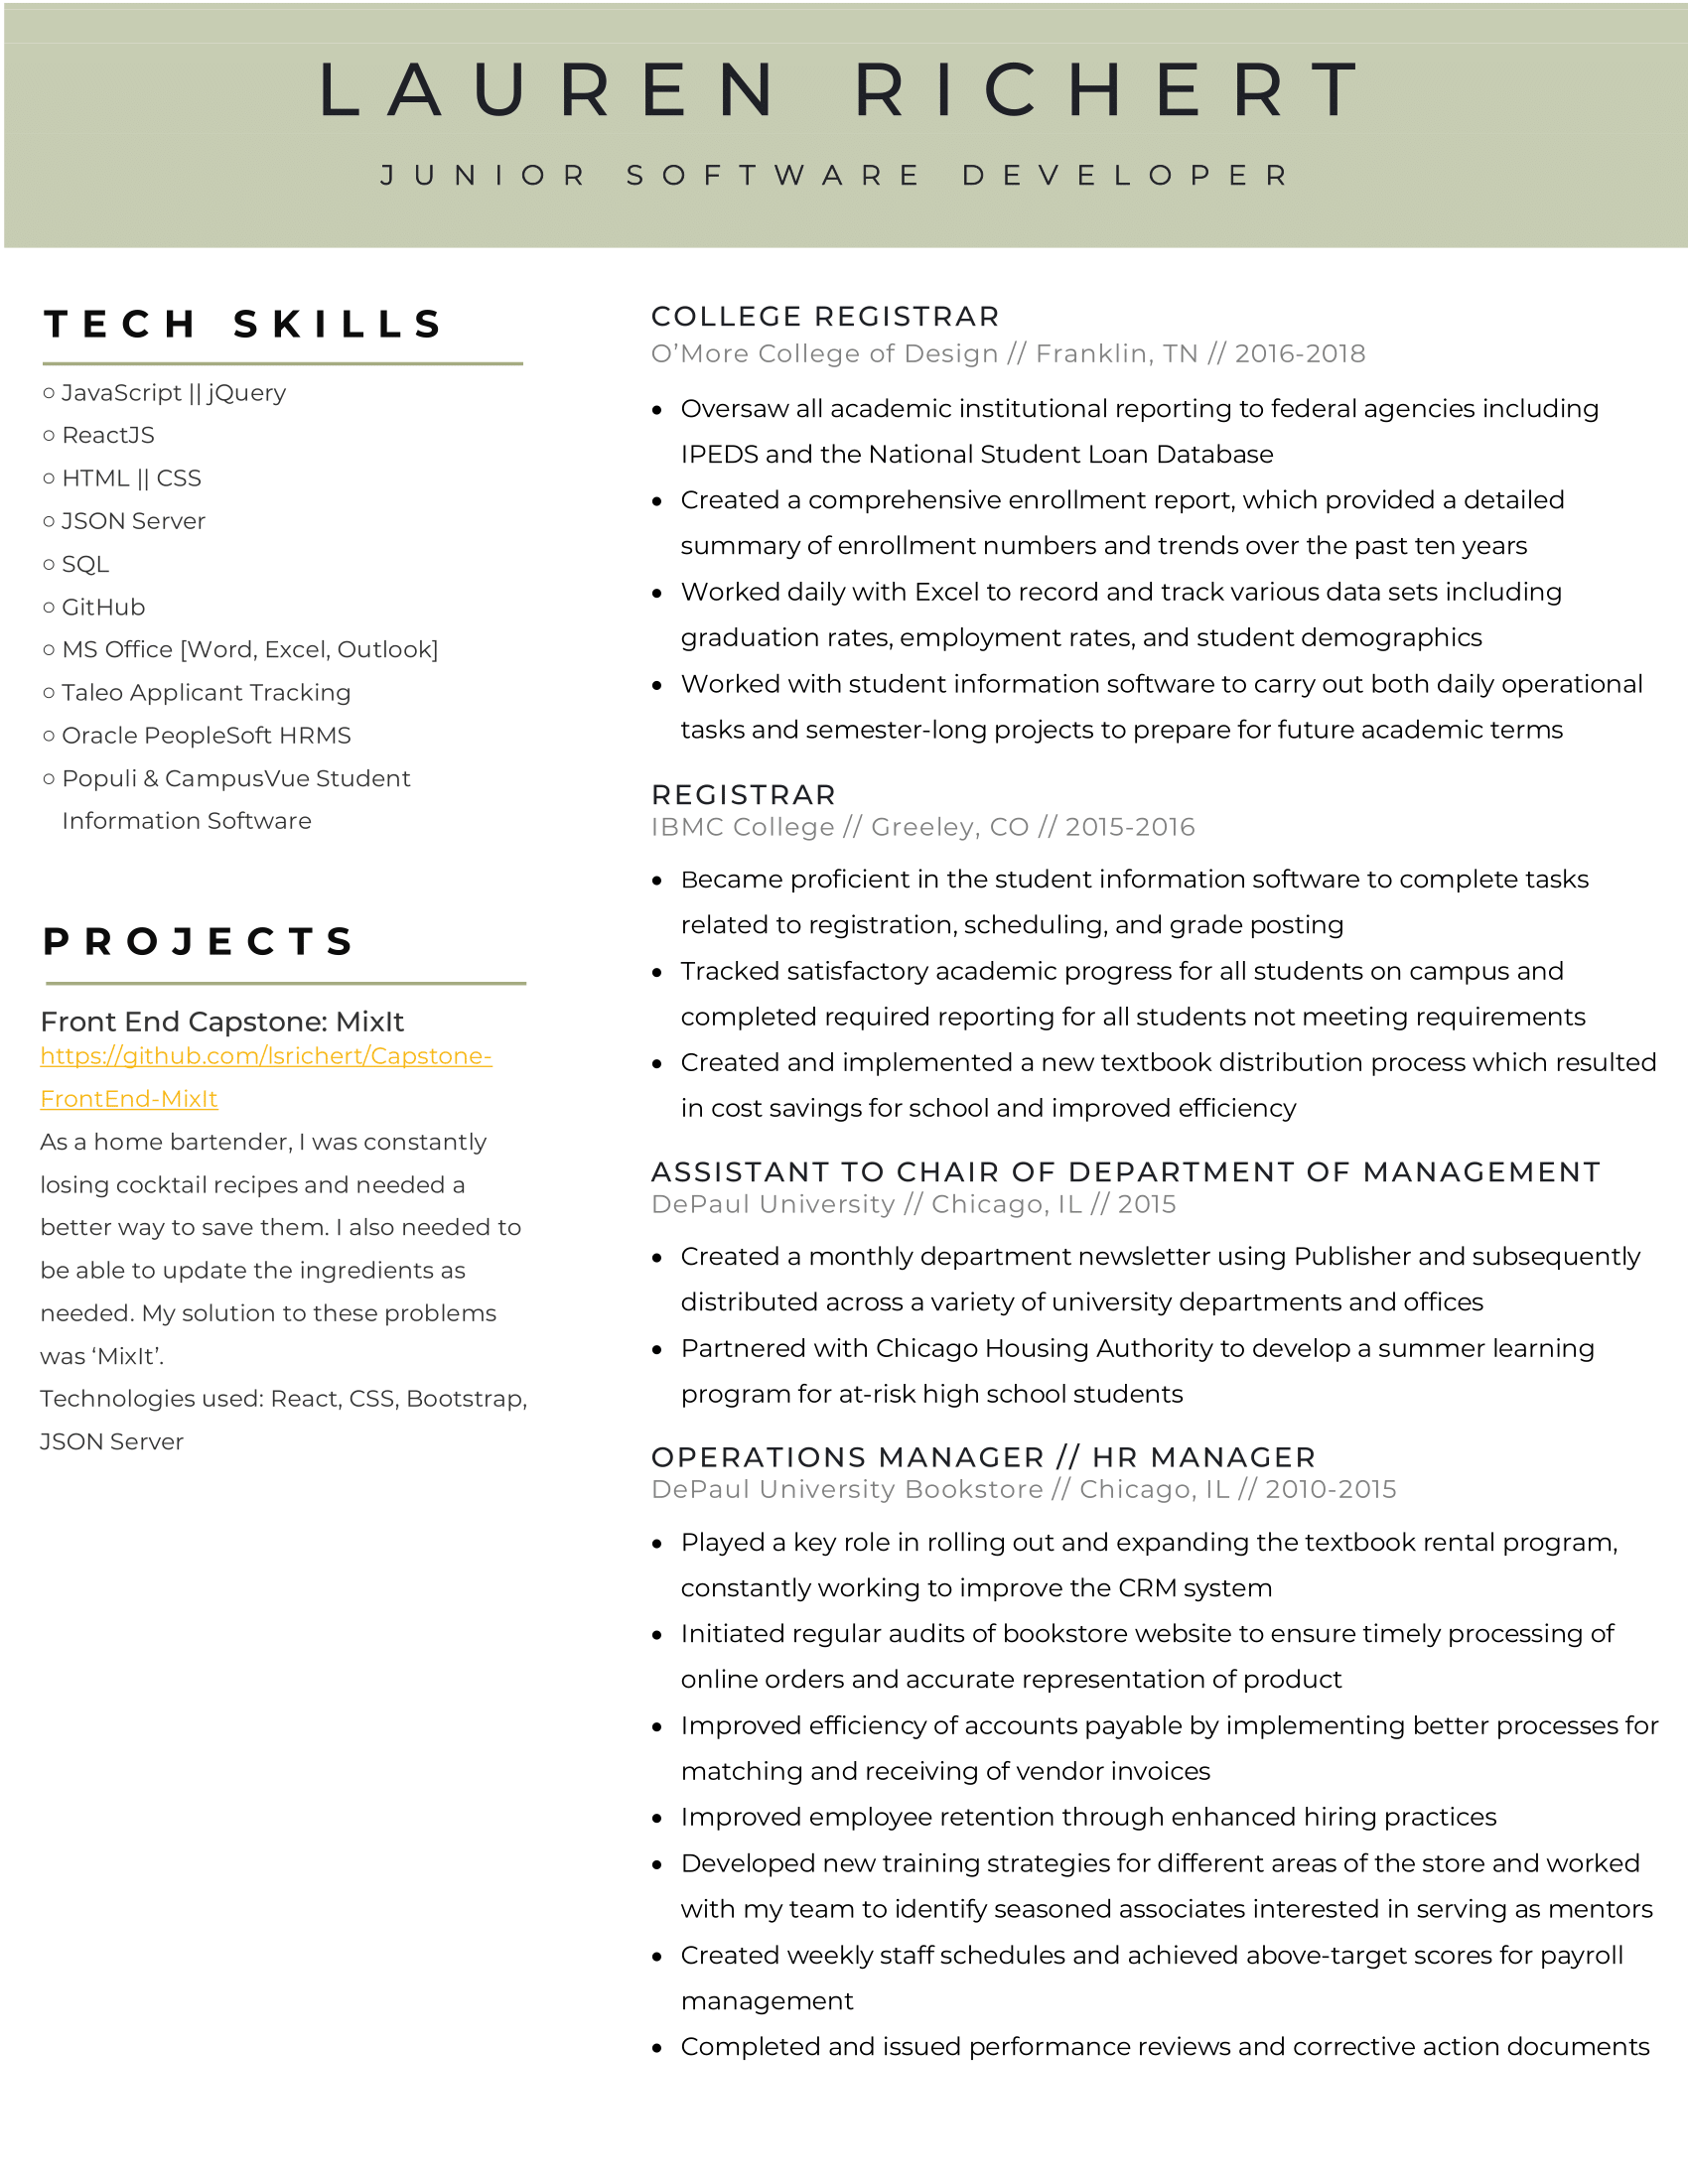 LAUREN RICHERT
JUNIOR SOFTWARE DEVELOPER
TECH SKILLS
○ JavaScript || jQuery
○ ReactJS
○ HTML || CSS
○ JSON Server
○ SQL
○ GitHub
○ MS Office [Word, Excel, Outlook]
○ Taleo Applicant Tracking
○ Oracle PeopleSoft HRMS
○ Populi & CampusVue Student
Information Software
PROJECTS
Front End Capstone: MixIt
https://github.com/lsrichert/Capstone-
FrontEnd-MixIt
As a home bartender, I was constantly
losing cocktail recipes and needed a
better way to save them. I also needed to
be able to update the ingredients as
needed. My solution to these problems
was ‘MixIt’.
Technologies used: React, CSS, Bootstrap,
JSON Server
COLLEGE REGISTRAR
O’More College of Design // Franklin, TN // 2016-2018
• Oversaw all academic institutional reporting to federal agencies including
IPEDS and the National Student Loan Database
• Created a comprehensive enrollment report, which provided a detailed
summary of enrollment numbers and trends over the past ten years
• Worked daily with Excel to record and track various data sets including
graduation rates, employment rates, and student demographics
• Worked with student information software to carry out both daily operational
tasks and semester-long projects to prepare for future academic terms
REGISTRAR
IBMC College // Greeley, CO // 2015-2016
• Became proficient in the student information software to complete tasks
related to registration, scheduling, and grade posting
• Tracked satisfactory academic progress for all students on campus and
completed required reporting for all students not meeting requirements
• Created and implemented a new textbook distribution process which resulted
in cost savings for school and improved efficiency
ASSISTANT TO CHAIR OF DEPARTMENT OF MANAGEMENT
DePaul University // Chicago, IL // 2015
• Created a monthly department newsletter using Publisher and subsequently
distributed across a variety of university departments and offices
• Partnered with Chicago Housing Authority to develop a summer learning
program for at-risk high school students
OPERATIONS MANAGER // HR MANAGER
DePaul University Bookstore // Chicago, IL // 2010-2015
• Played a key role in rolling out and expanding the textbook rental program,
constantly working to improve the CRM system
• Initiated regular audits of bookstore website to ensure timely processing of
online orders and accurate representation of product
• Improved efficiency of accounts payable by implementing better processes for
matching and receiving of vendor invoices
• Improved employee retention through enhanced hiring practices
• Developed new training strategies for different areas of the store and worked
with my team to identify seasoned associates interested in serving as mentors
• Created weekly staff schedules and achieved above-target scores for payroll
management
• Completed and issued performance reviews and corrective action documents